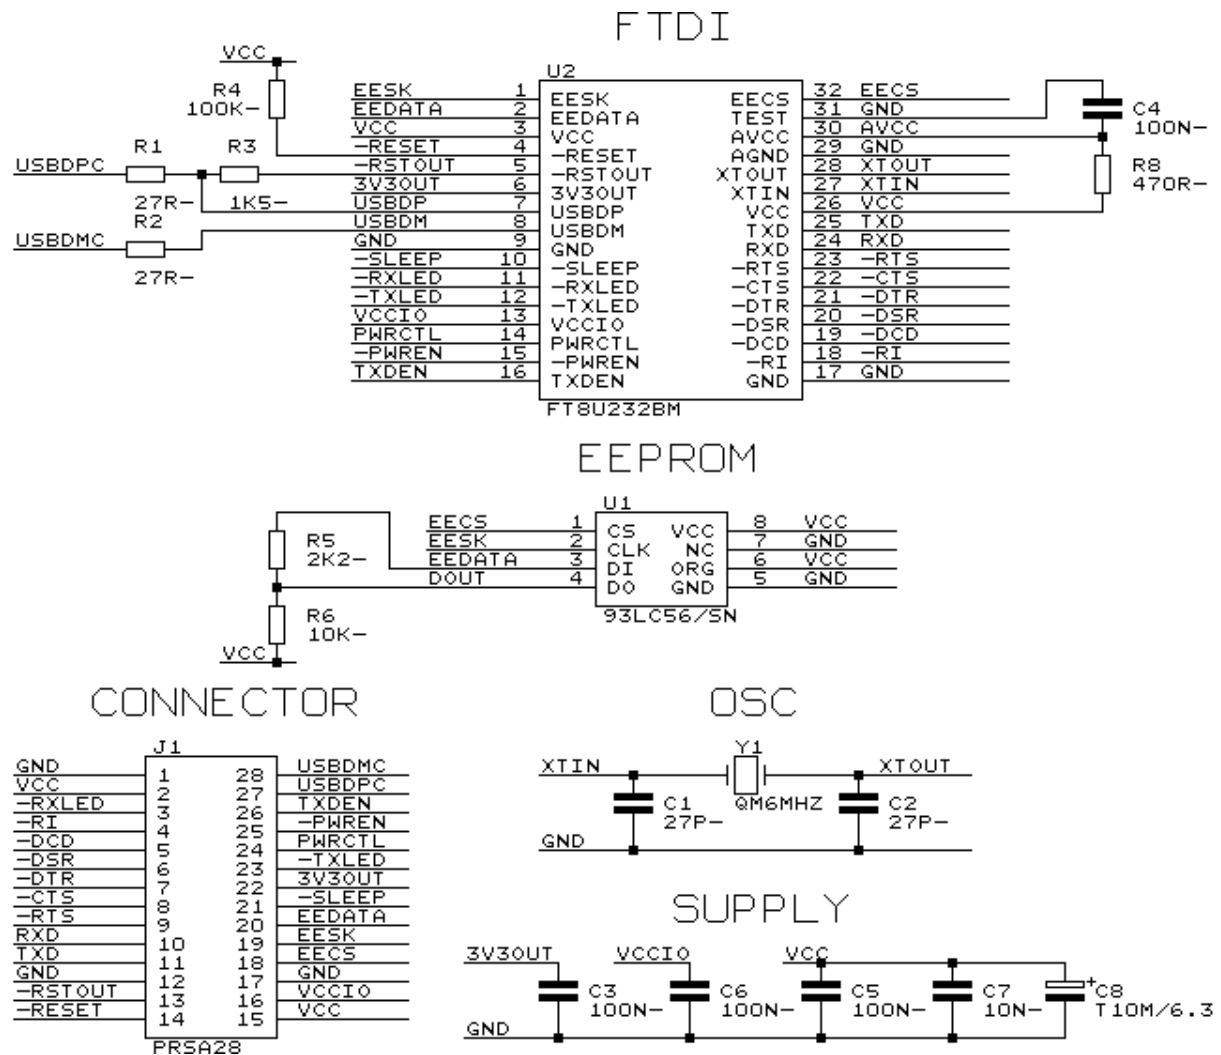 FTDI
VCC
R4
100K-
USBDPC
R1
27R-
R3
1K5-
USBDMC
R2
27R-
U2
EESK 1 EESK EECS 32 EECS
EEDATA 2 EEDATA TEST 31 GND
VCC 3 VCC AVCC 30 AVCC
-RESET 4 -RESET AGND 29 GND
-RSTOUT 5 -RSTOUT XTOUT 28 XTOUT
3V3OUT 6 3V3OUT XTIN 27 XTIN
USBDP 7 USBDP VCC 26 VCC
USBDM 8 USBDM TXD 25 TXD
GND 9 GND RXD 24 RXD
-SLEEP 10 -SLEEP -RTS 23 -RTS
-RXLED 11 -RXLED -CTS 22 -CTS
-TXLED 12 -TXLED -DTR 21 -DTR
VCCIO 13 VCCIO -DSR 20 -DSR
PWRCTL 14 PWRCTL -DCD 19 -DCD
-PWREN 15 -PWREN -RI 18 -RI
TXDEN 16 TXDEN GND 17 GND
FT8U232BM
C4
100N-
R8
470R-
EEPROM
U1
EECS 1 CS VCC 8 VCC
EESK 2 CLK NC 7 GND
EEDATA 3 DI ORG 6 VCC
DOUT 4 DO GND 5 GND
93LC56/SN
R5
2K2-
R6
10K-
VCC
CONNECTOR
J1
GND 1 28 USBDMC
VCC 2 27 USBDPC
-RXLED 3 26 TXDEN
-RI 4 25 -PWREN
-DCD 5 24 PWRCTL
-DSR 6 23 -TXLED
-DTR 7 22 3V3OUT
-CTS 8 21 -SLEEP
-RTS 9 20 EEDATA
RXD 10 19 EESK
TXD 11 18 EECS
GND 12 17 GND
-RSTOUT 13 16 VCCIO
-RESET 14 15 VCC
PRSA28
OSC
XTIN
Y1
QM6MHZ
XTOUT
C1
27P-
C2
27P-
GND
SUPPLY
3V3OUT
VCCIO
VCC
C3
100N-
C6
100N-
C5
100N-
C7
10N-
+
C8
T10M/6.3
GND